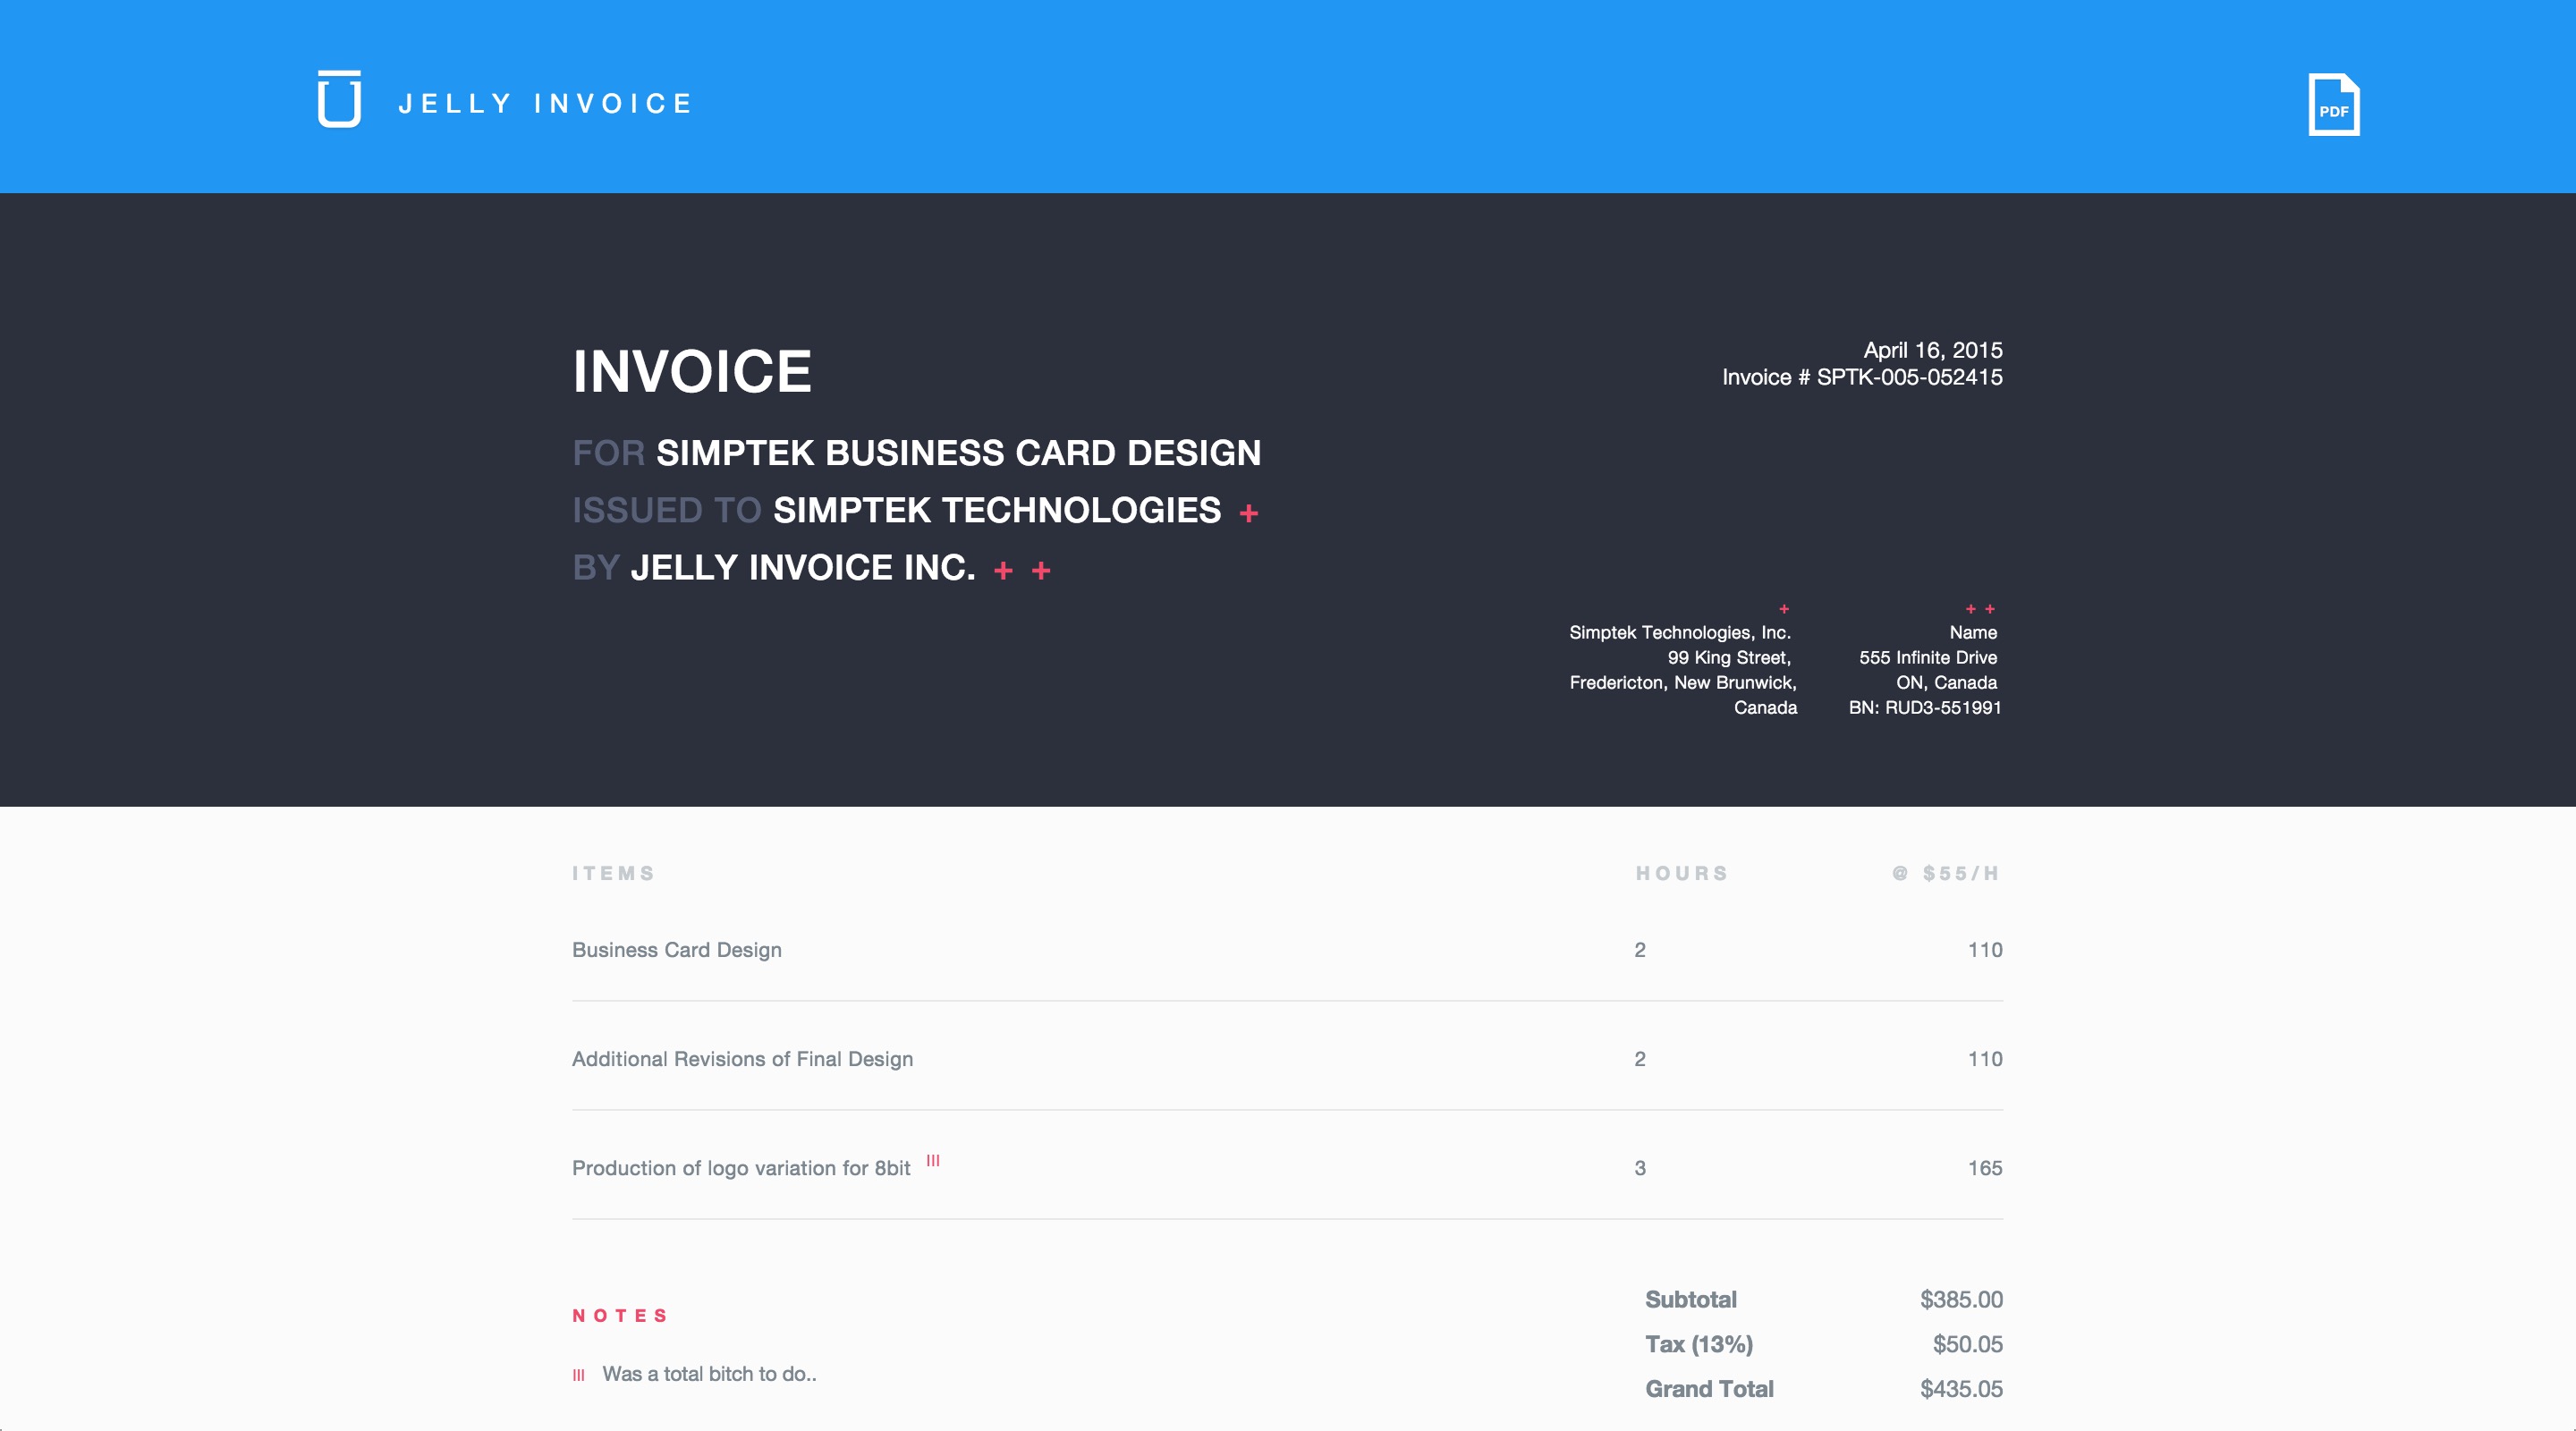 JELLY INVOICE
PDF
INVOICE
April 16, 2015
Invoice # SPTK-005-052415
FOR SIMPTEK BUSINESS CARD DESIGN
ISSUED TO SIMPTEK TECHNOLOGIES +
BY JELLY INVOICE INC. + +
+
Simptek Technologies, Inc.
99 King Street,
Fredericton, New Brunswick,
Canada
+ +
Name
555 Infinite Drive
ON, Canada
BN: RUD3-551991
ITEMS HOURS @ $55/H
Business Card Design 2 110
Additional Revisions of Final Design 2 110
Production of logo variation for 8bit III 3 165
NOTES
III Was a total bitch to do..
Subtotal $385.00
Tax (13%) $50.05
Grand Total $435.05